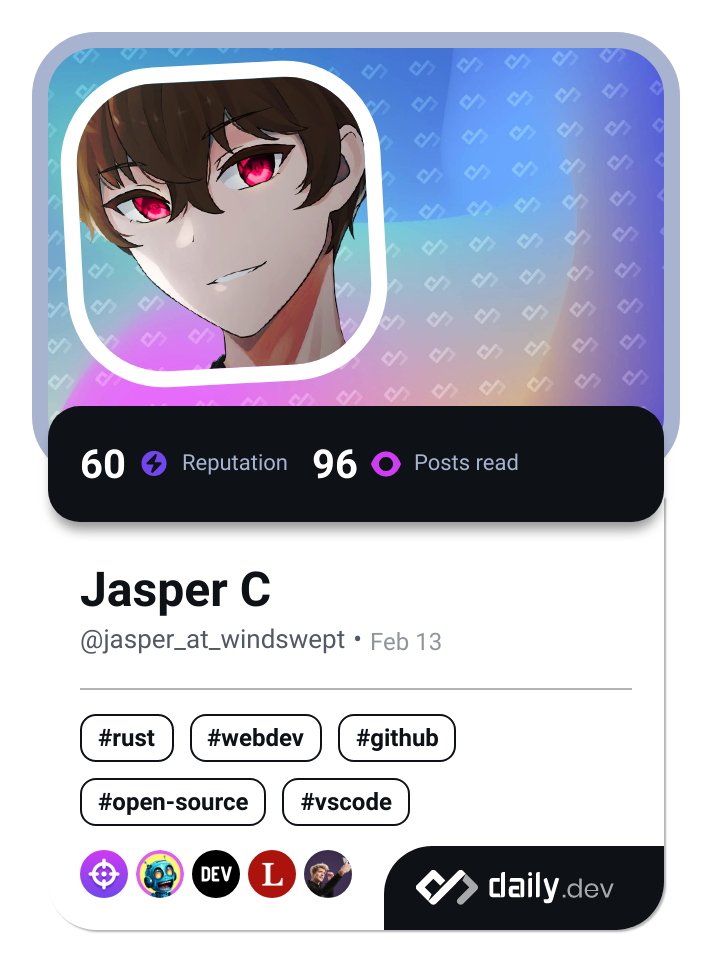 60 Reputation 96 Posts read
Jasper C
@jasper_at_windswept • Feb 13
#rust #webdev #github
#open-source #vscode
DEV L daily.dev